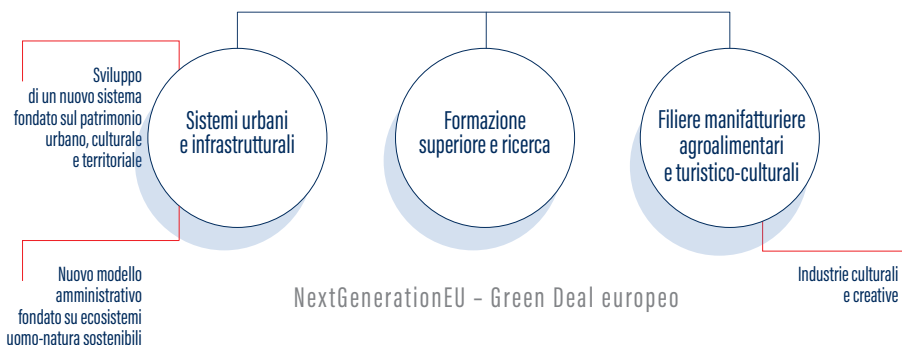 Sviluppo
di un nuovo sistema
fondato sul patrimonio
urbano, culturale
e territoriale
Sistemi urbani
e infrastrutturali
Formazione
superiore e ricerca
Filiere manifatturiere
agroalimentari
e turistico-culturali
Nuovo modello
amministrativo
fondato su ecosistemi
uomo-natura sostenibili
NextGenerationEU – Green Deal europeo
Industrie culturali
e creative